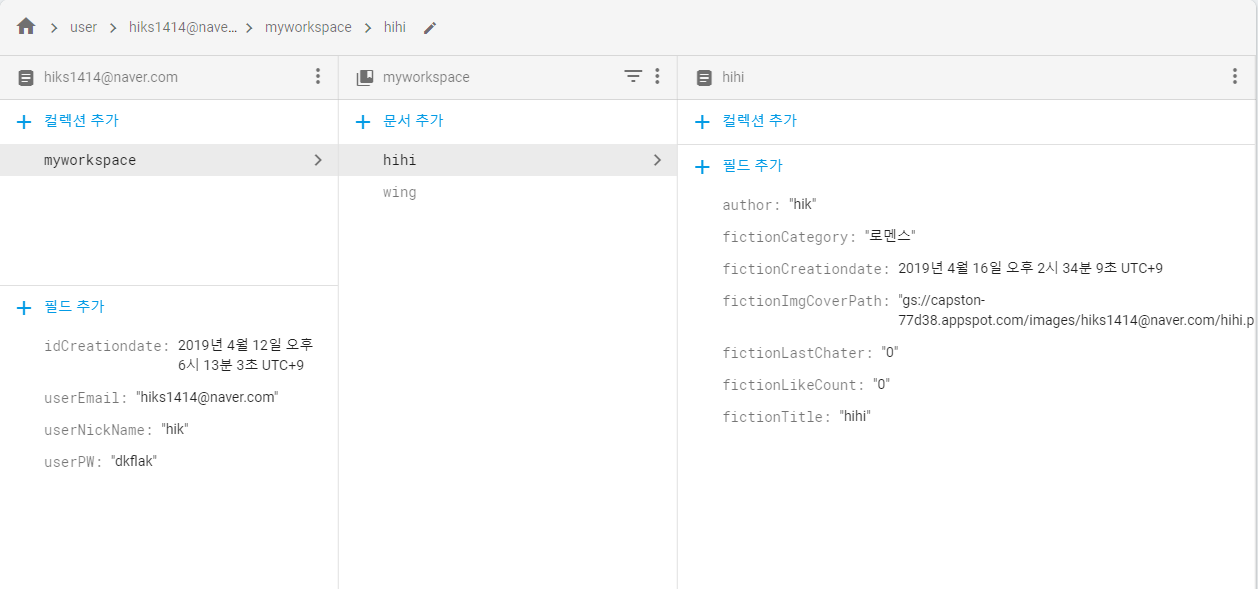 user hiks1414@nave... myworkspace hihi
hiks1414@naver.com
컬렉션 추가
myworkspace
필드 추가
idCreationdate: 2019년 4월 12일 오후
6시 13분 3초 UTC+9
userEmail: "hiks1414@naver.com"
userNickName: "hik"
userPW: "dkflak"
myworkspace
문서 추가
hihi
wing
hihi
컬렉션 추가
필드 추가
author: "hik"
fictionCategory: "로멘스"
fictionCreationdate: 2019년 4월 16일 오후 2시 34분 9초 UTC+9
fictionImgCoverPath: "gs://capston-
77d38.appspot.com/images/hiks1414@naver.com/hihi.p
fictionLastChater: "0"
fictionLikeCount: "0"
fictionTitle: "hihi"